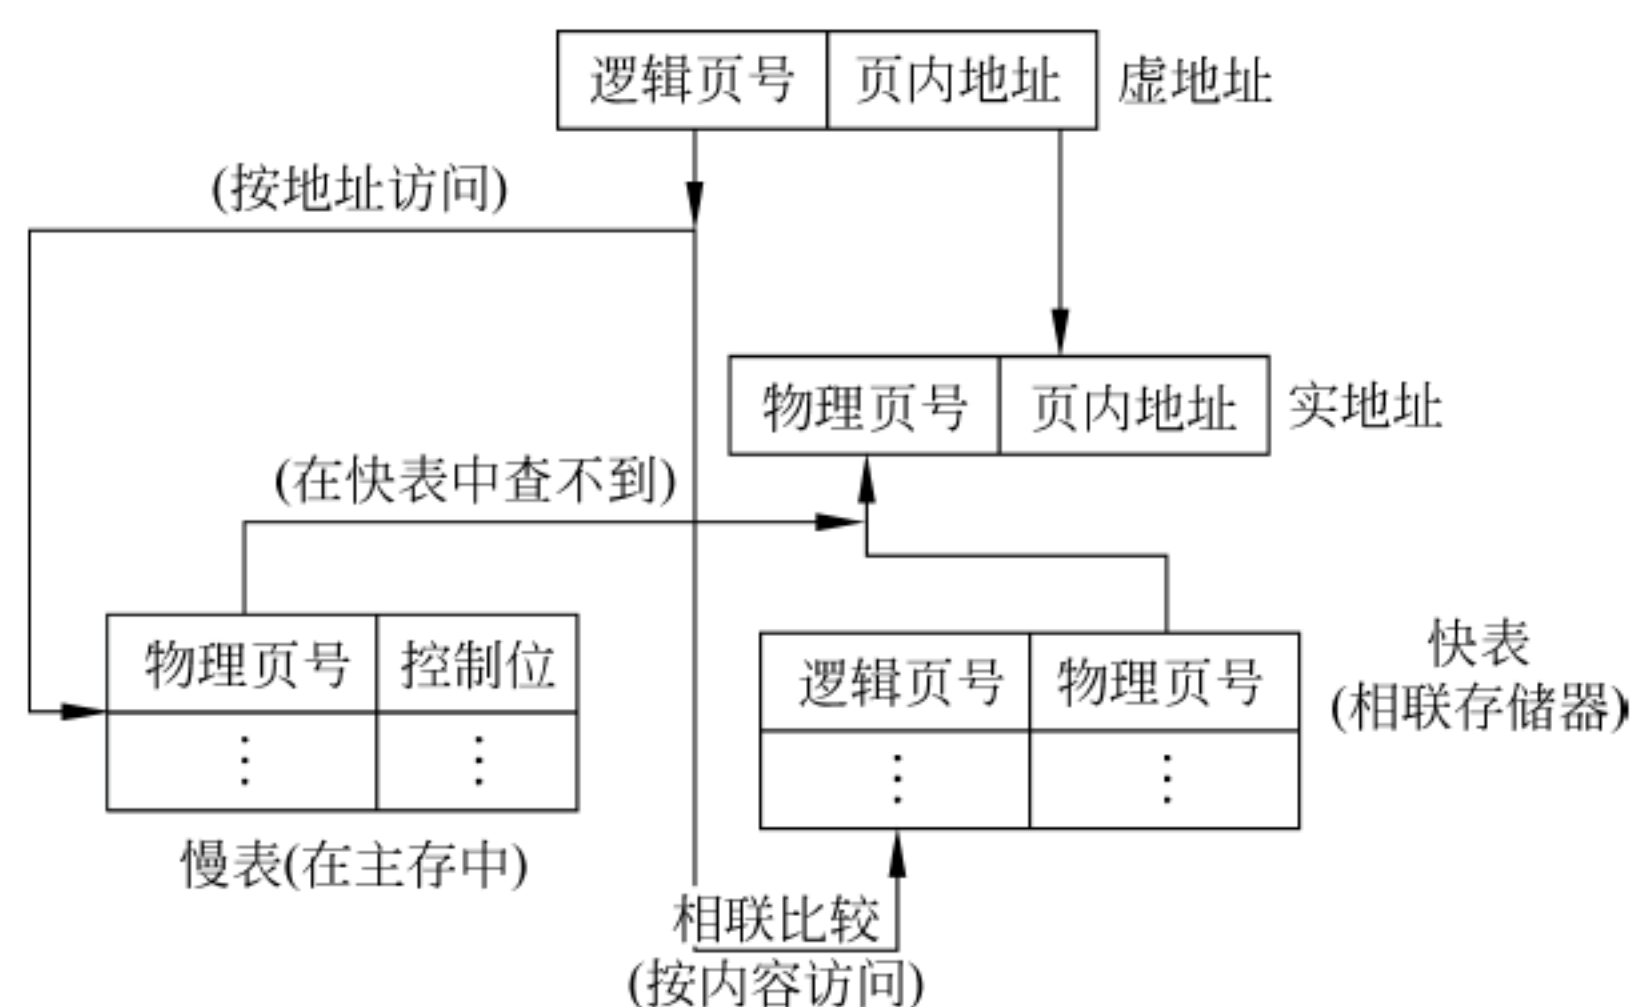 逻辑页号 页内地址 虚地址
(按地址访问)
物理页号 页内地址 实地址
(在快表中查不到)
物理页号 控制位
⋮ ⋮
慢表(在主存中)
逻辑页号 物理页号
⋮ ⋮
快表
(相联存储器)
相联比较
(按内容访问)